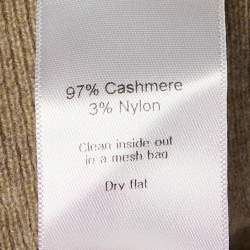 97% Cashmere
3% Nylon
Clean inside out
in a mesh bag
Dry flat